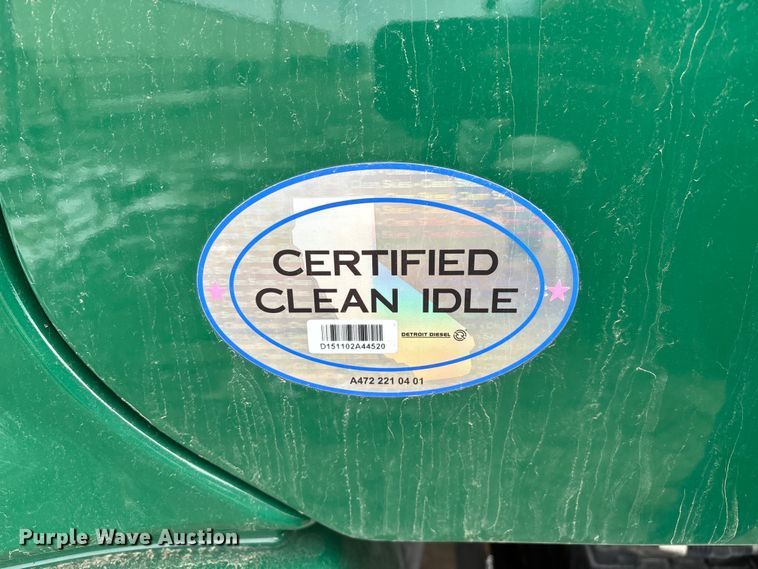 CERTIFIED
CLEAN IDLE
D151102A44520
DETROIT DIESEL
A472 221 04 01
Purple Wave Auction